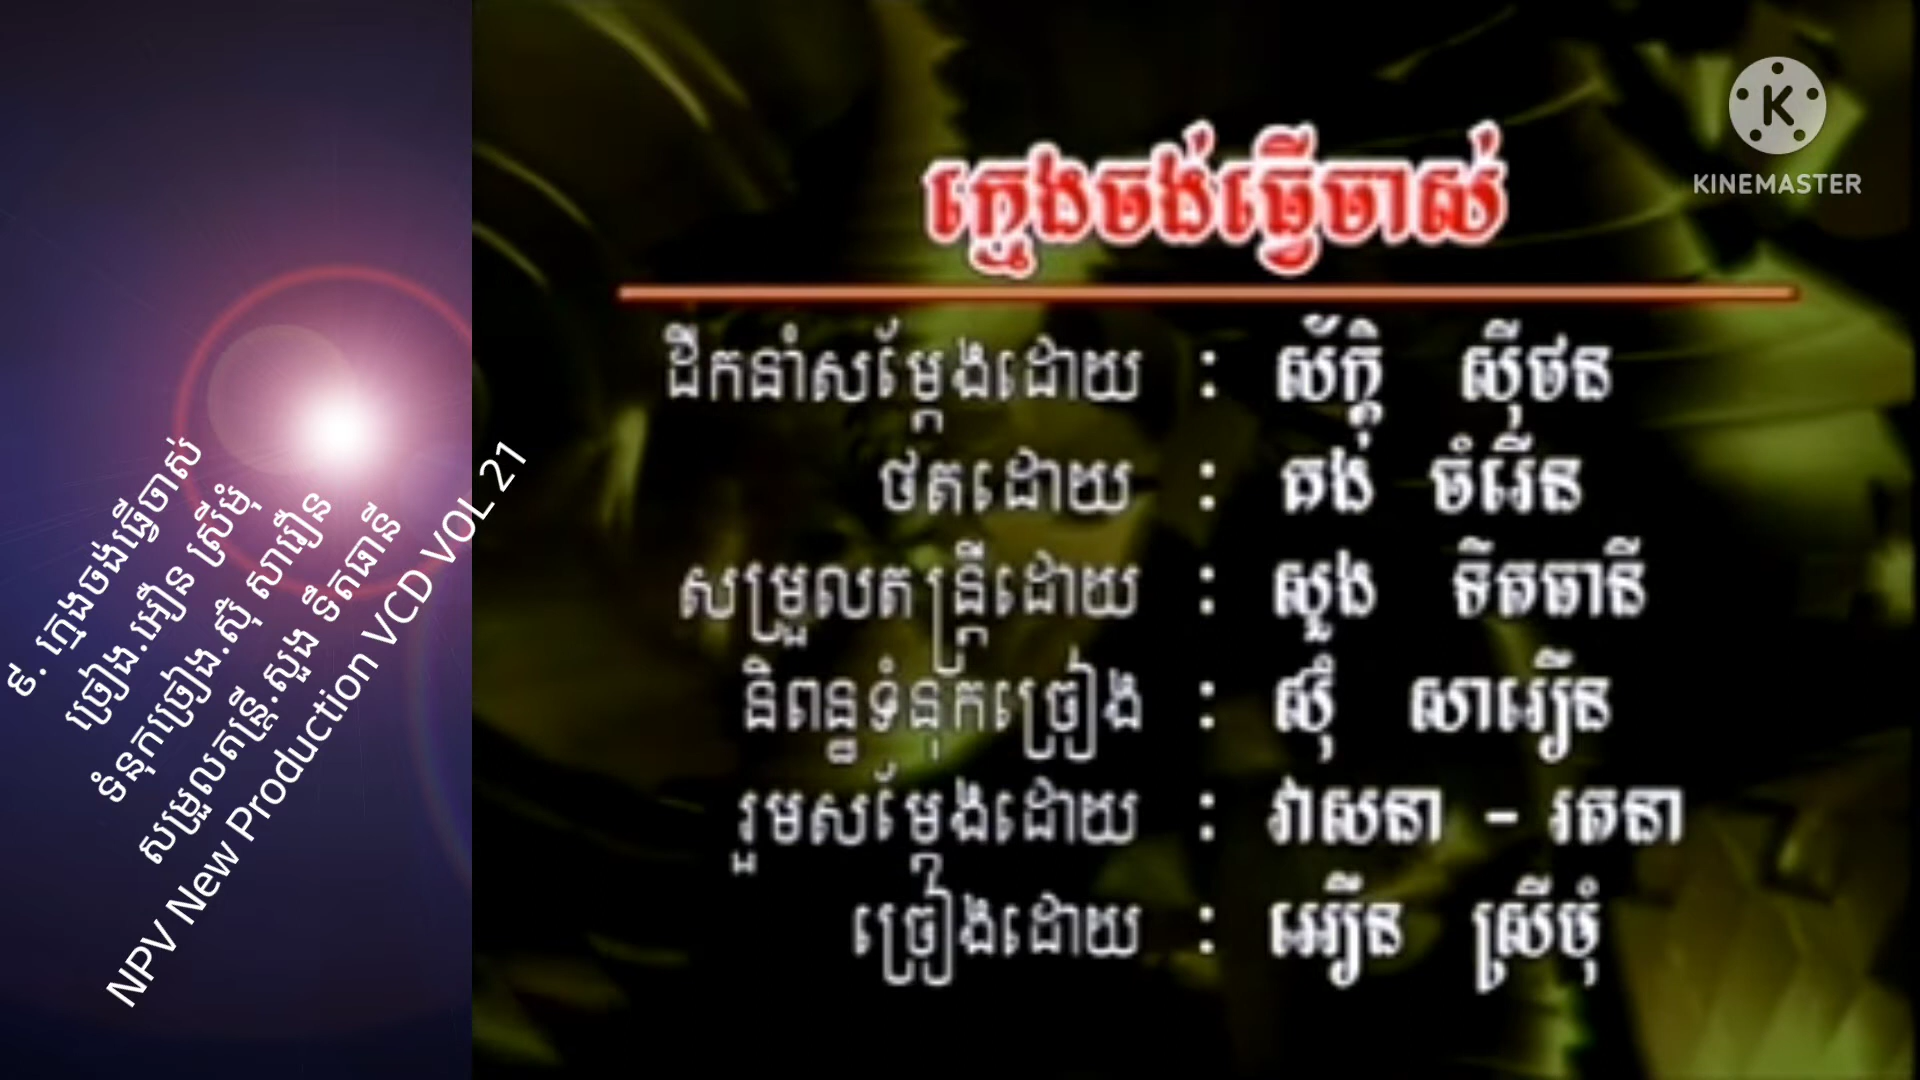 ៩. ក្មេងចង់ធ្វើចាស់
ច្រៀង.អឿន ស្រីមុំ
ទំនុកច្រៀង.ស៊ុំ សារឿន
សម្រួលតន្ត្រី.សួង ទឹតធានី
NPV New Production VCD VOL 21
ក្មេងចង់ធ្វើចាស់
ដឹកនាំសម្ដែងដោយ : ស័ក្តិ ស៊ីថន
ថតដោយ : គង់ ចំរើន
សម្រួលតន្ត្រីដោយ : សួង ទិតធានី
និពន្ធទំនុកច្រៀង : ស៊ុំ សារឿន
រួមសម្ដែងដោយ : វាសនា - រតនា
ច្រៀងដោយ : អឿន ស្រីមុំ
KINEMASTER